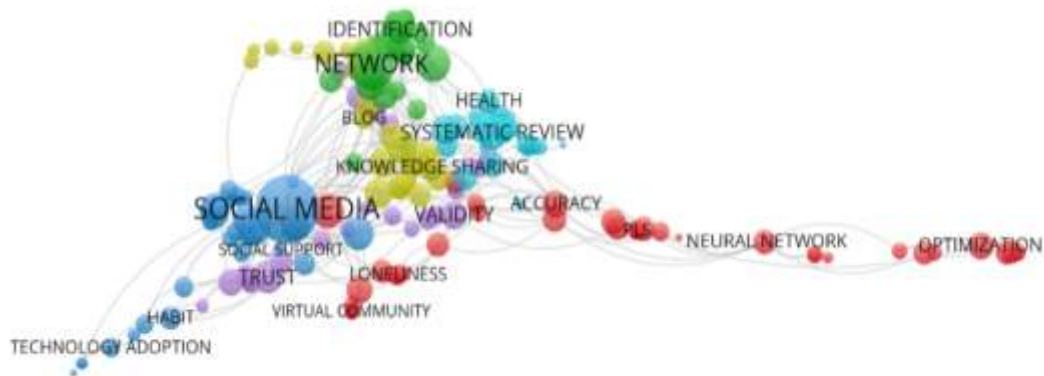 IDENTIFICATION
NETWORK
HEALTH
BLOG
SYSTEMATIC REVIEW
KNOWLEDGE SHARING
SOCIAL MEDIA
VALIDITY
ACCURACY
PLS
NEURAL NETWORK
OPTIMIZATION
SOCIAL SUPPORT
TRUST
LONELINESS
VIRTUAL COMMUNITY
HABIT
TECHNOLOGY ADOPTION